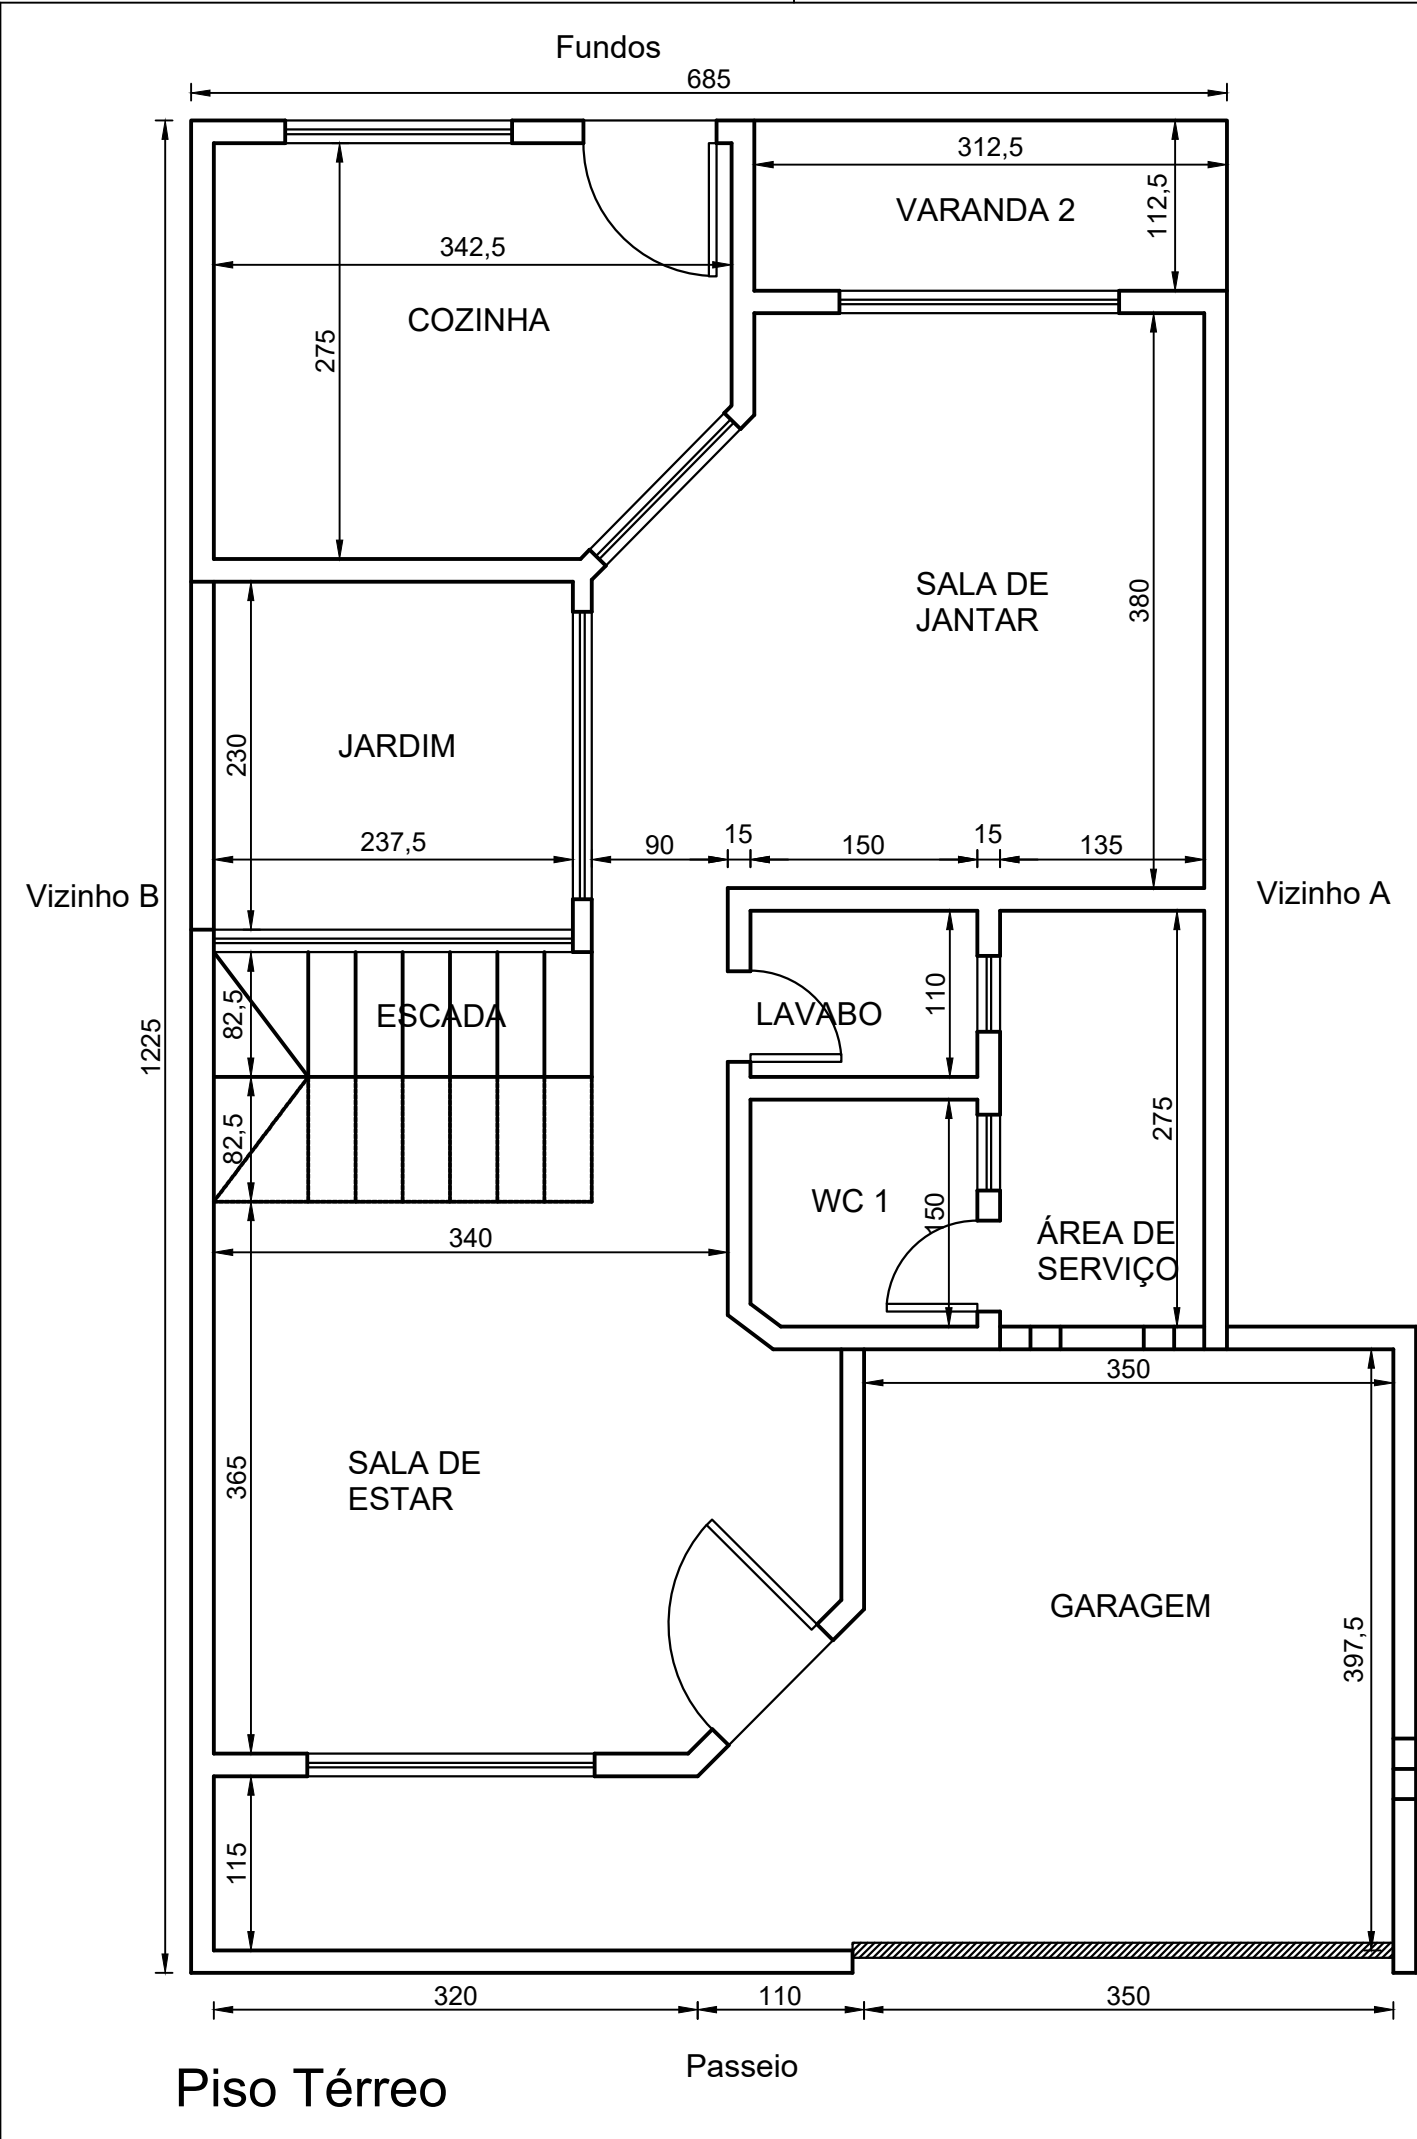 Fundos
685
312,5
112,5
VARANDA 2
342,5
275
COZINHA
SALA DE
JANTAR
380
230
JARDIM
237,5
90
15
150
15
135
Vizinho B
Vizinho A
1225
82,5
ESCADA
82,5
LAVABO
110
275
WC 1
150
ÁREA DE
SERVIÇO
340
350
365
SALA DE
ESTAR
GARAGEM
397,5
115
320
110
350
Passeio
Piso Térreo